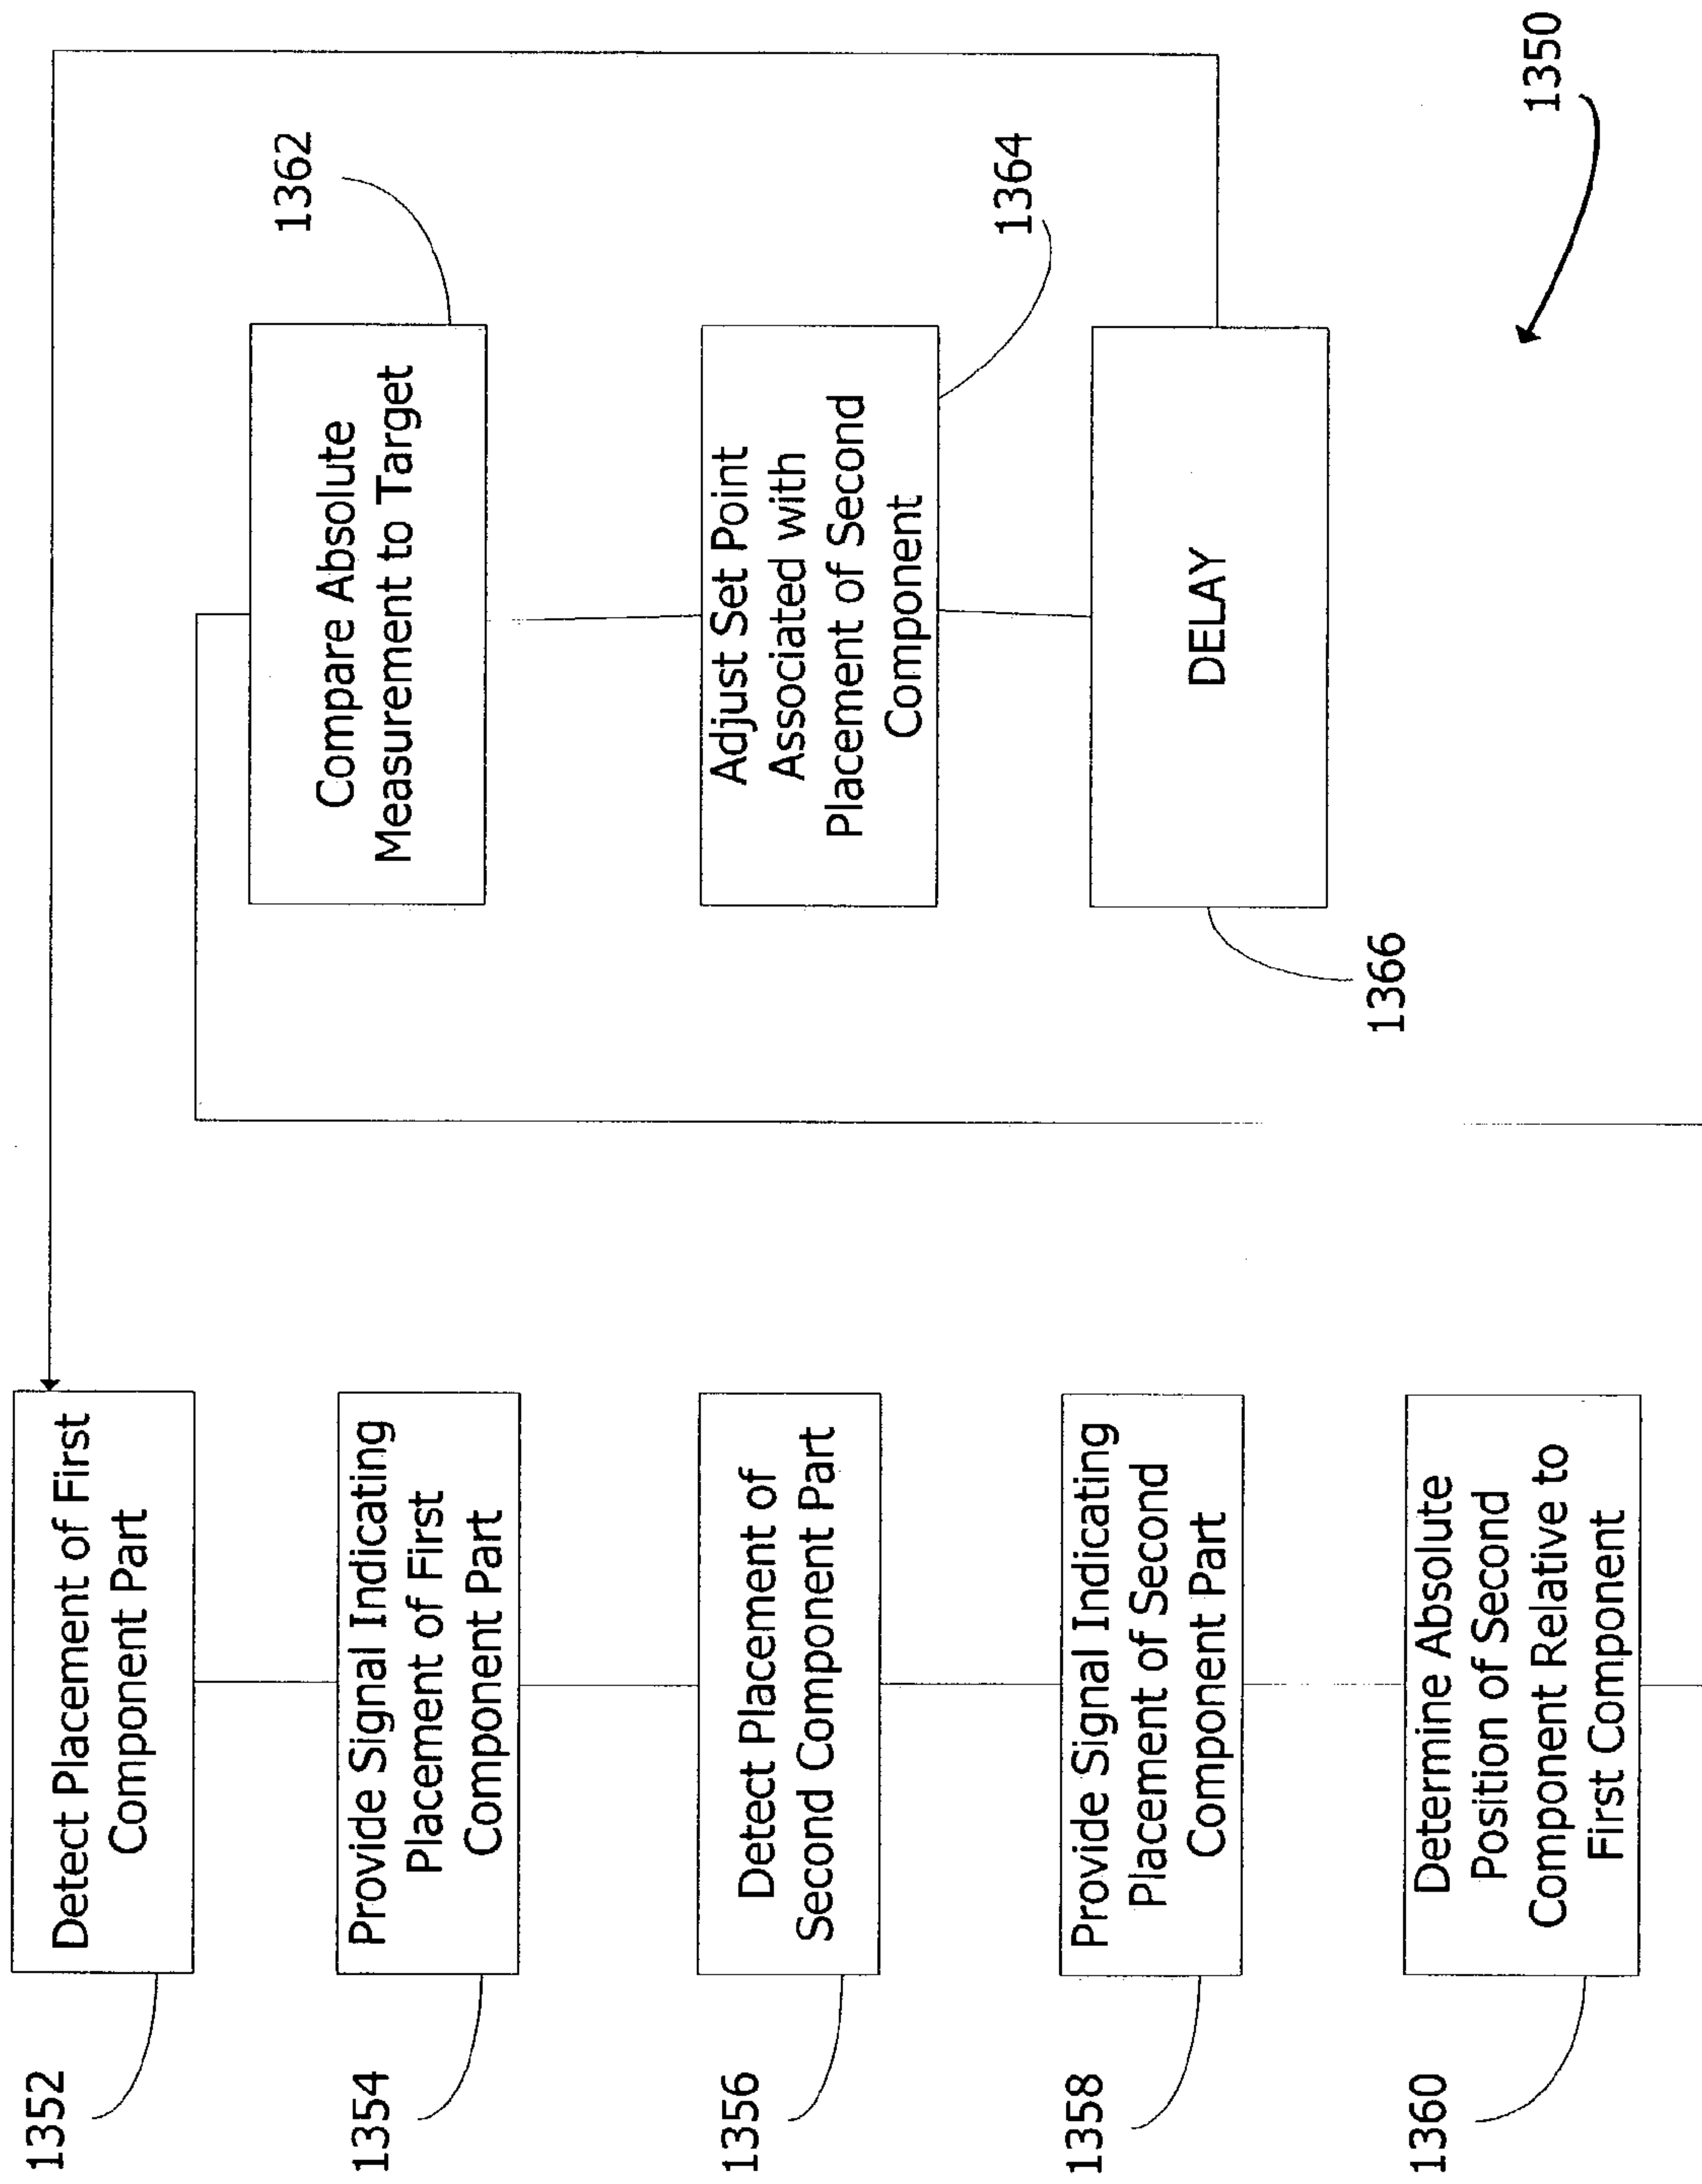 1352
Detect Placement of First
Component Part
1354
Provide Signal Indicating
Placement of First
Component Part
1356
Detect Placement of
Second Component Part
1358
Provide Signal Indicating
Placement of Second
Component Part
1360
Determine Absolute
Position of Second
Component Relative to
First Component
1362
Compare Absolute
Measurement to Target
1364
Adjust Set Point
Associated with
Placement of Second
Component
1366
DELAY
1350